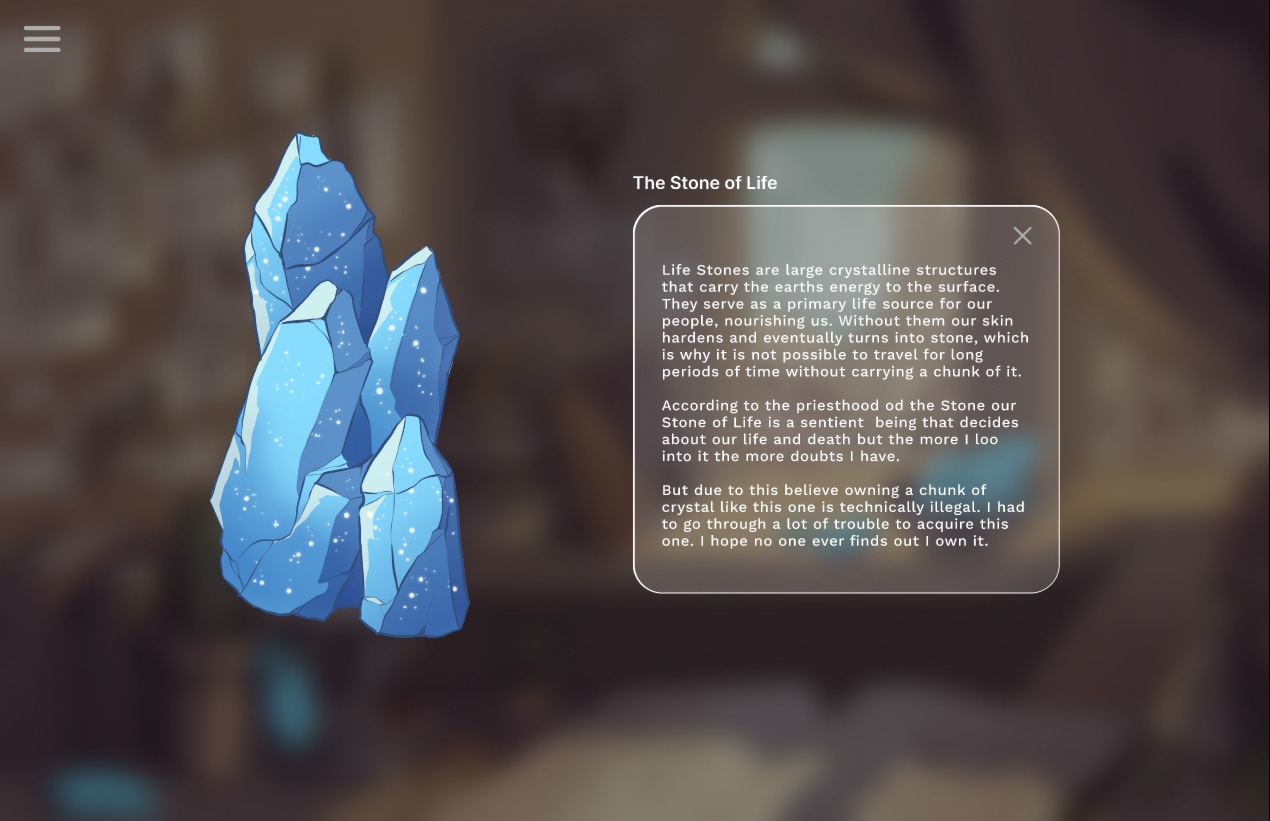 The Stone of Life
Life Stones are large crystalline structures
that carry the earths energy to the surface.
They serve as a primary life source for our
people, nourishing us. Without them our skin
hardens and eventually turns into stone, which
is why it is not possible to travel for long
periods of time without carrying a chunk of it.
According to the priesthood od the Stone our
Stone of Life is a sentient  being that decides
about our life and death but the more I loo
into it the more doubts I have.
But due to this believe owning a chunk of
crystal like this one is technically illegal. I had
to go through a lot of trouble to acquire this
one. I hope no one ever finds out I own it.